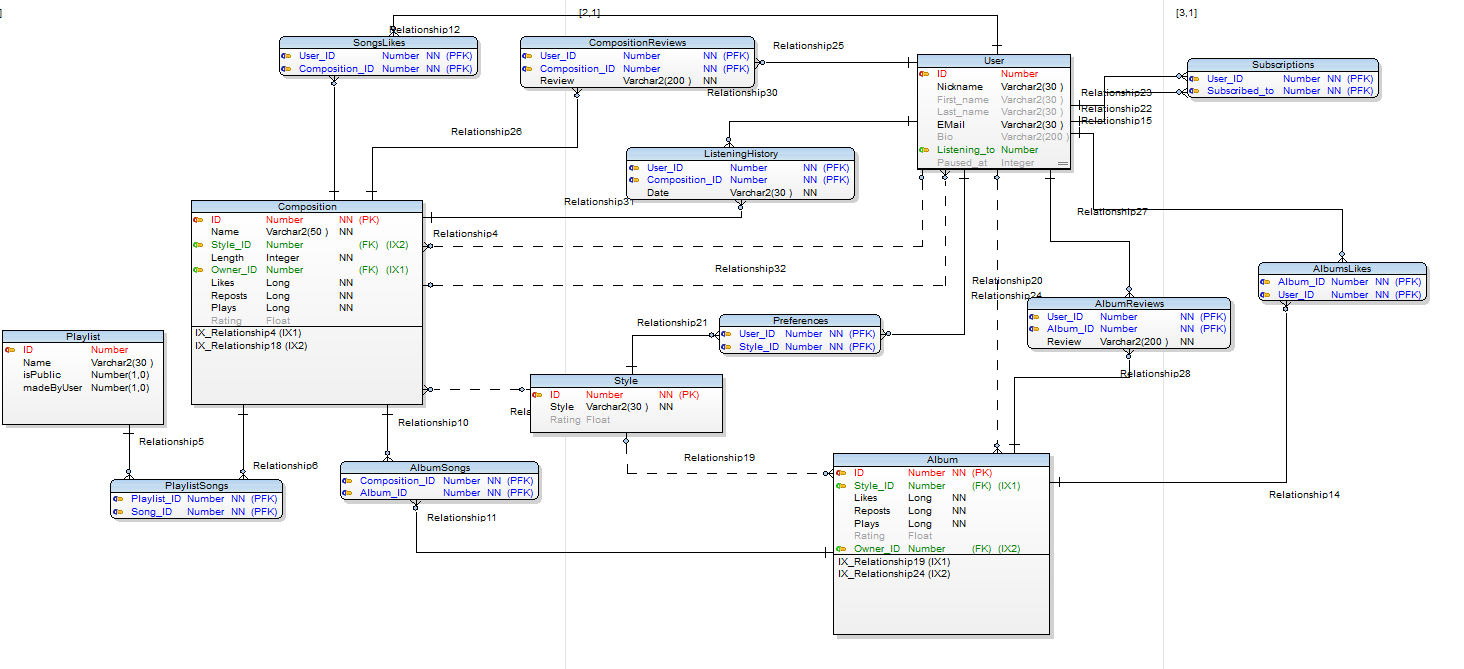 ]
[2,1]
[3,1]
Relationship12
SongsLikes
User_ID Number NN (PFK)
Composition_ID Number NN (PFK)
CompositionReviews
User_ID Number NN (PFK)
Composition_ID Number NN (PFK)
Review Varchar2(200 ) NN
Relationship25
Relationship30
User
ID Number
Nickname Varchar2(30 )
First_name Varchar2(30 )
Last_name Varchar2(30 )
EMail Varchar2(30 )
Bio Varchar2(200 )
Listening_to Number
Paused_at Integer
Subscriptions
User_ID Number NN (PFK)
Subscribed_to Number NN (PFK)
Relationship23
Relationship22
Relationship15
Relationship26
ListeningHistory
User_ID Number NN (PFK)
Composition_ID Number NN (PFK)
Date Varchar2(30 ) NN
Relationship31
Relationship27
Composition
ID Number NN (PK)
Name Varchar2(50 ) NN
Style_ID Number (FK) (IX2)
Length Integer NN
Owner_ID Number (FK) (IX1)
Likes Long NN
Reposts Long NN
Plays Long NN
Rating Float
IX_Relationship4 (IX1)
IX_Relationship18 (IX2)
Relationship4
Relationship32
Relationship20
Relationship24
AlbumsLikes
Album_ID Number NN (PFK)
User_ID Number NN (PFK)
AlbumReviews
User_ID Number NN (PFK)
Album_ID Number NN (PFK)
Review Varchar2(200 ) NN
Relationship21
Preferences
User_ID Number NN (PFK)
Style_ID Number NN (PFK)
Playlist
ID Number
Name Varchar2(30 )
isPublic Number(1,0)
madeByUser Number(1,0)
Relationship28
Style
ID Number NN (PK)
Style Varchar2(30 ) NN
Rating Float
Rela
Relationship10
Relationship5
Relationship6
Relationship19
AlbumSongs
Composition_ID Number NN (PFK)
Album_ID Number NN (PFK)
Relationship11
PlaylistSongs
Playlist_ID Number NN (PFK)
Song_ID Number NN (PFK)
Album
ID Number NN (PK)
Style_ID Number (FK) (IX1)
Likes Long NN
Reposts Long NN
Plays Long NN
Rating Float
Owner_ID Number (FK) (IX2)
IX_Relationship19 (IX1)
IX_Relationship24 (IX2)
Relationship14